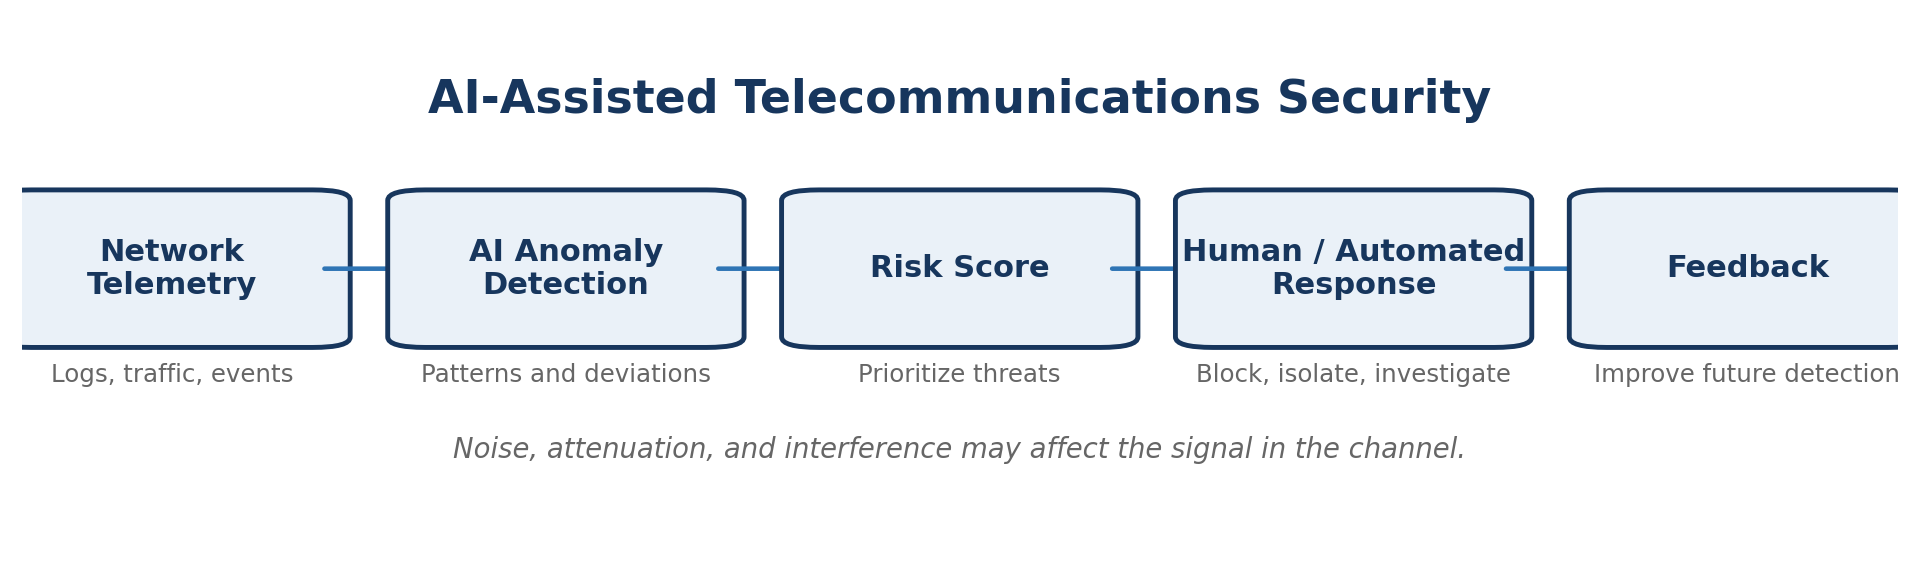 AI-Assisted Telecommunications Security
Network
Telemetry
AI Anomaly
Detection
Risk Score
Human / Automated
Response
Feedback
Logs, traffic, events
Patterns and deviations
Prioritize threats
Block, isolate, investigate
Improve future detection
Noise, attenuation, and interference may affect the signal in the channel.